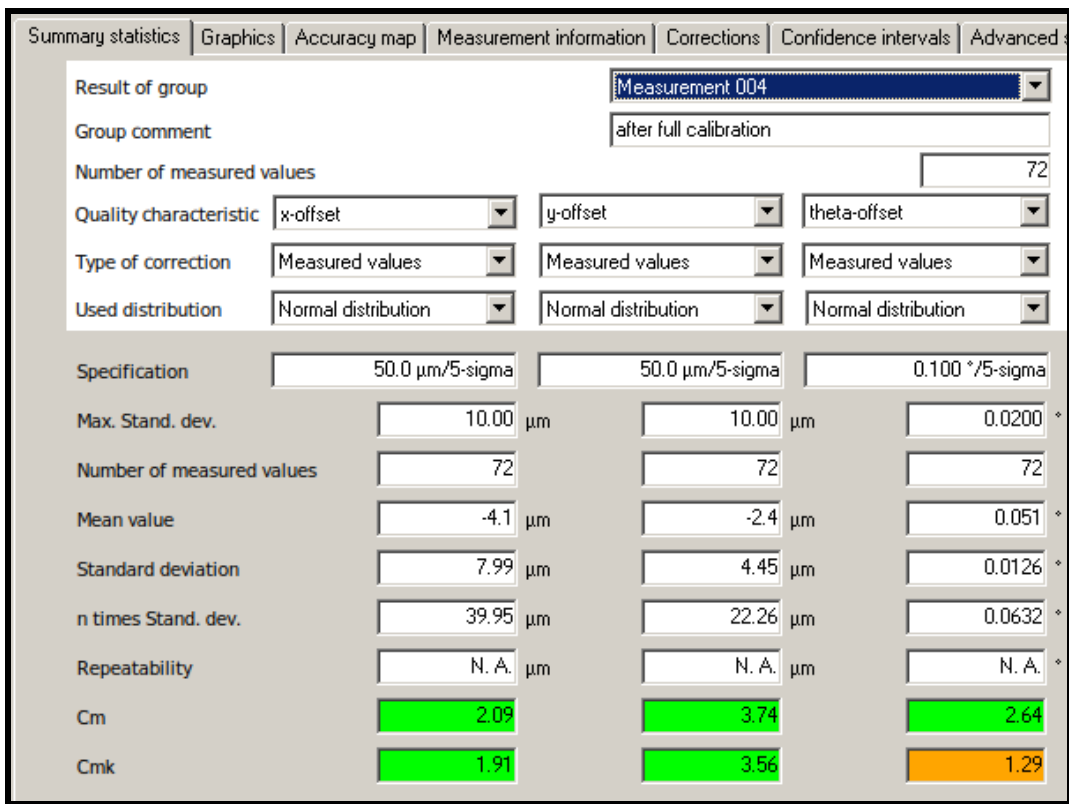 Summary statistics Graphics Accuracy map Measurement information Corrections Confidence intervals Advanced
Result of group Measurement 004
Group comment after full calibration
Number of measured values 72
Quality characteristic x-offset y-offset theta-offset
Type of correction Measured values Measured values Measured values
Used distribution Normal distribution Normal distribution Normal distribution
Specification 50.0 µm/5-sigma 50.0 µm/5-sigma 0.100 °/5-sigma
Max. Stand. dev. 10.00 µm 10.00 µm 0.0200 °
Number of measured values 72 72 72
Mean value -4.1 µm -2.4 µm 0.051 °
Standard deviation 7.99 µm 4.45 µm 0.0126 °
n times Stand. dev. 39.95 µm 22.26 µm 0.0632 °
Repeatability N. A. µm N. A. µm N. A. °
Cm 2.09 3.74 2.64
Cmk 1.91 3.56 1.29